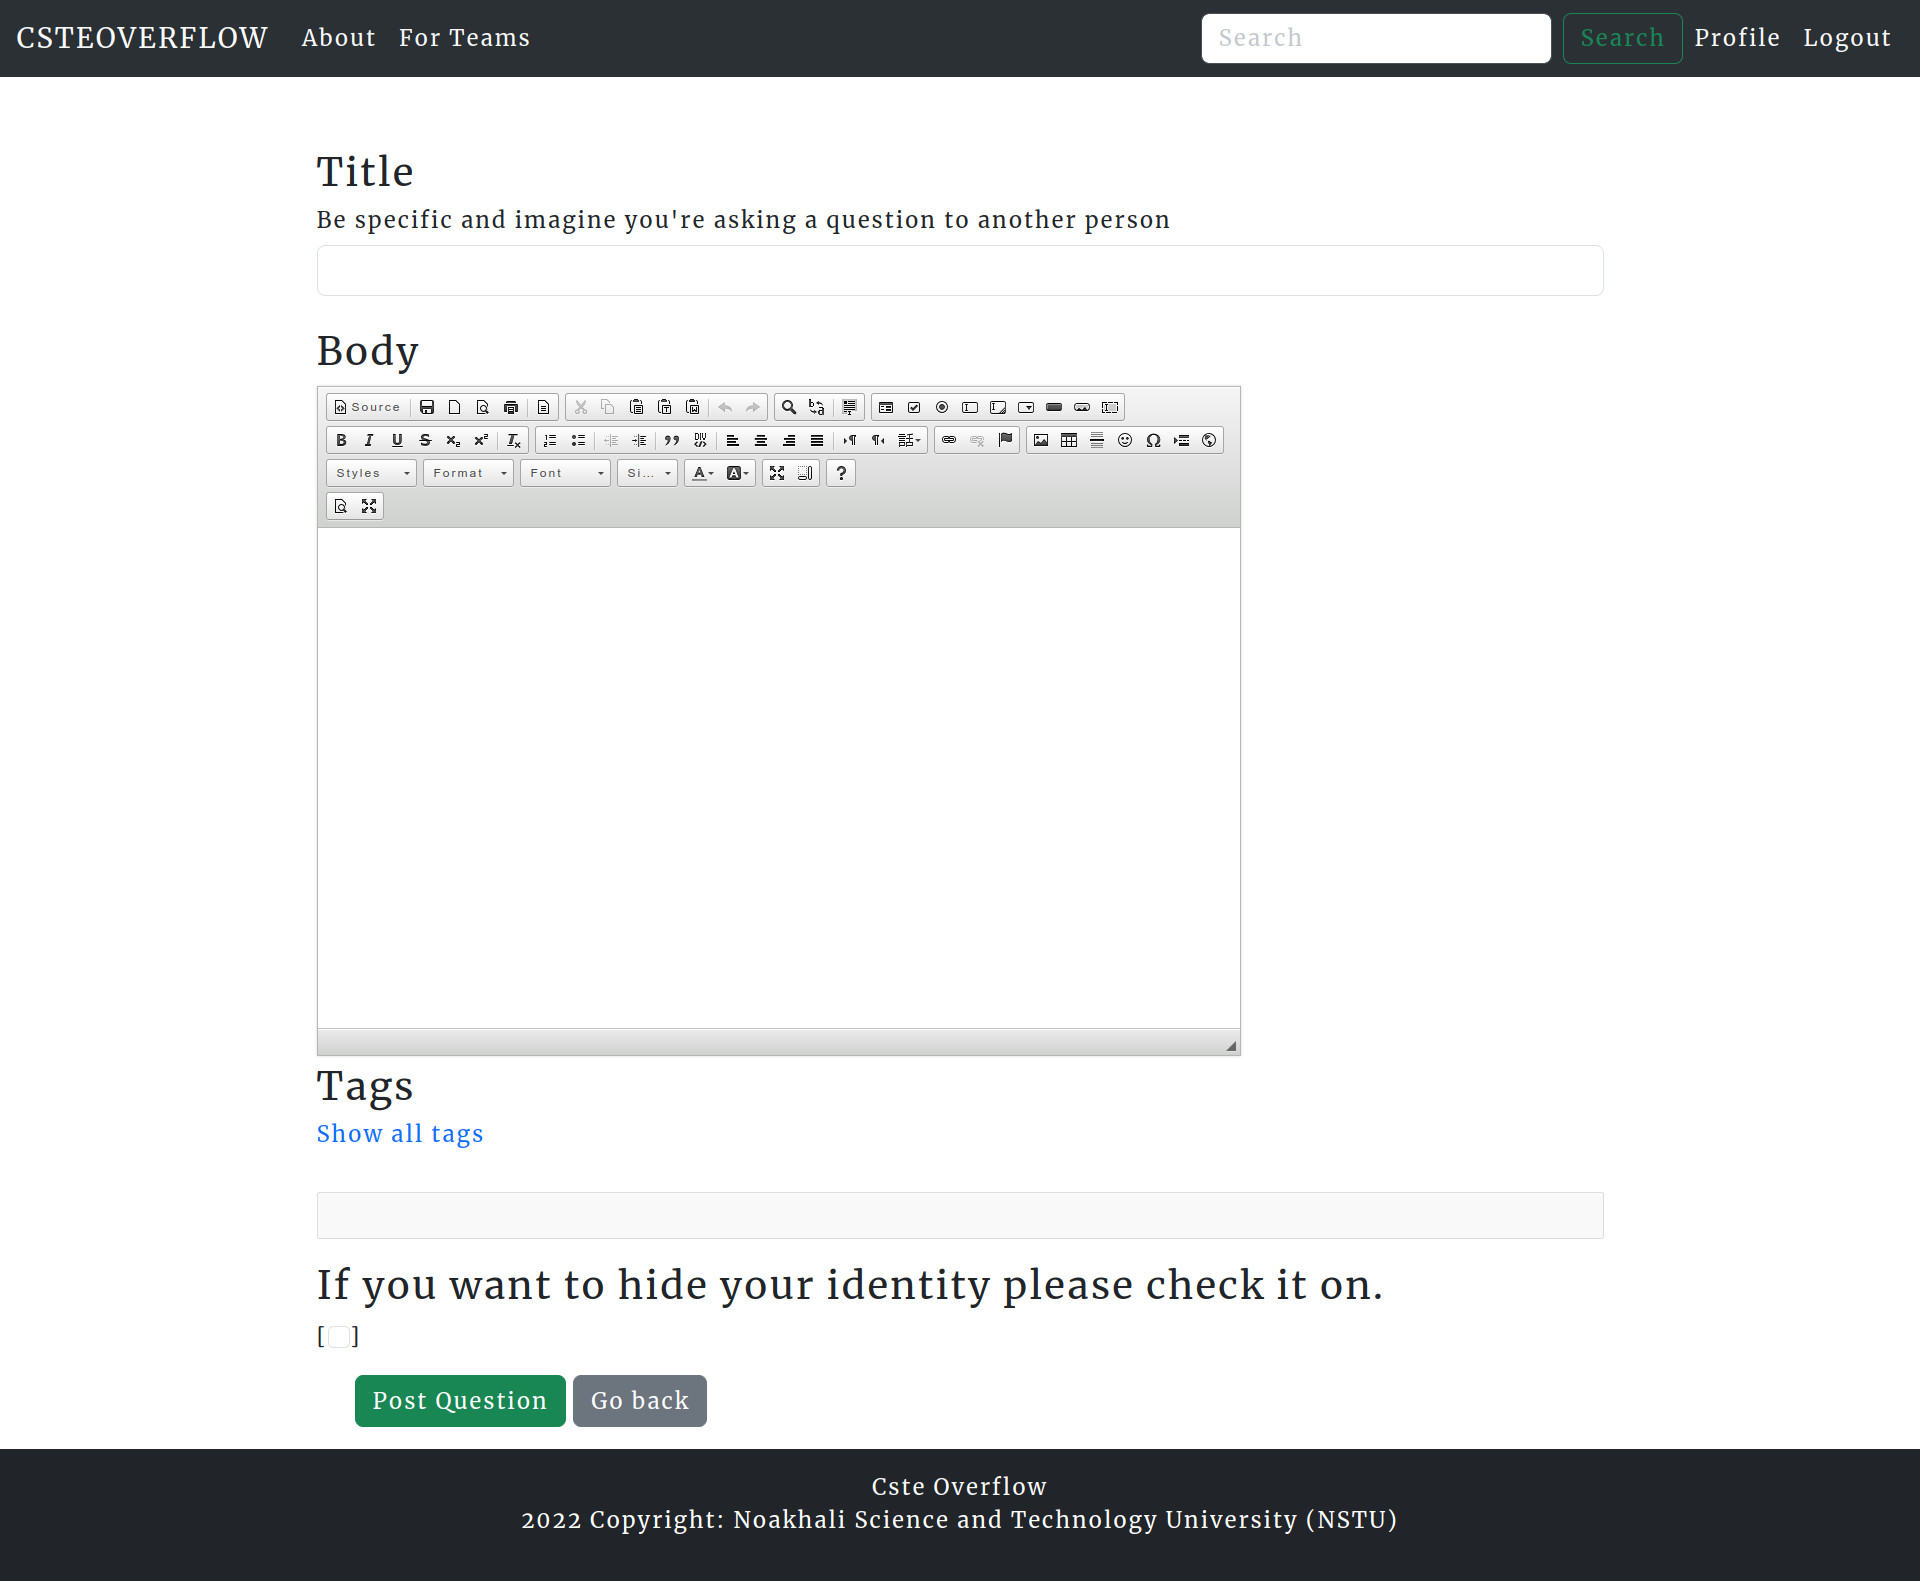 CSTEOVERFLOW About For Teams Search Search Profile Logout
Title
Be specific and imagine you're asking a question to another person
Body
Source
Styles Format Font Si...
Tags
Show all tags
If you want to hide your identity please check it on.
[ ]
Post Question Go back
Cste Overflow
2022 Copyright: Noakhali Science and Technology University (NSTU)